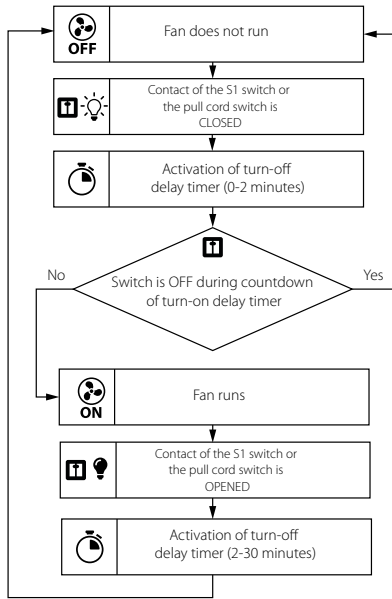 OFF
Fan does not run
Contact of the S1 switch or
the pull cord switch is
CLOSED
Activation of turn-off
delay timer (0-2 minutes)
No
Switch is OFF during countdown
of turn-on delay timer
Yes
ON
Fan runs
Contact of the S1 switch or
the pull cord switch is
OPENED
Activation of turn-off
delay timer (2-30 minutes)